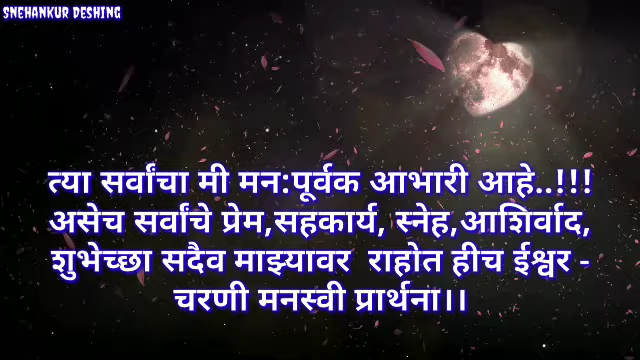 SNEHANKUR DESHING
त्या सर्वांचा मी मन:पूर्वक आभारी आहे..!!!
असेच सर्वांचे प्रेम,सहकार्य, स्नेह,आशिर्वाद,
शुभेच्छा सदैव माझ्यावर राहोत हीच ईश्वर -
चरणी मनस्वी प्रार्थना।।